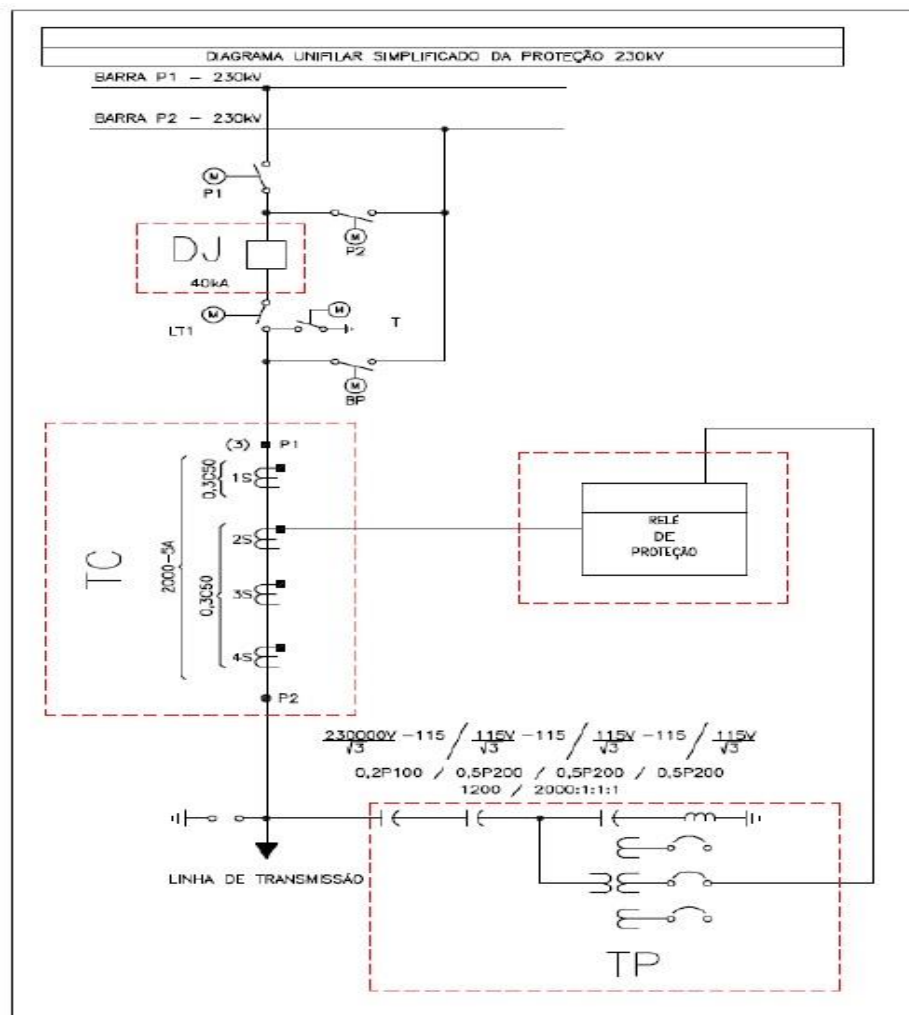 DIAGRAMA UNIFILAR SIMPLIFICADO DA PROTEÇÃO 230kV
BARRA P1 – 230kV
BARRA P2 – 230kV
M
P1
M
P2
DJ
40kA
M
LT1
M
T
M
BP
(3) P1
0,3C50
1S
2S
3S
4S
0,3C50
2000–5A
TC
P2
RELÉ
DE
PROTEÇÃO
230000V –115 / 115V –115 / 115V –115 / 115V
√3 √3 √3 √3
0,2P100 / 0,5P200 / 0,5P200 / 0,5P200
1200 / 2000:1:1:1
LINHA DE TRANSMISSÃO
TP